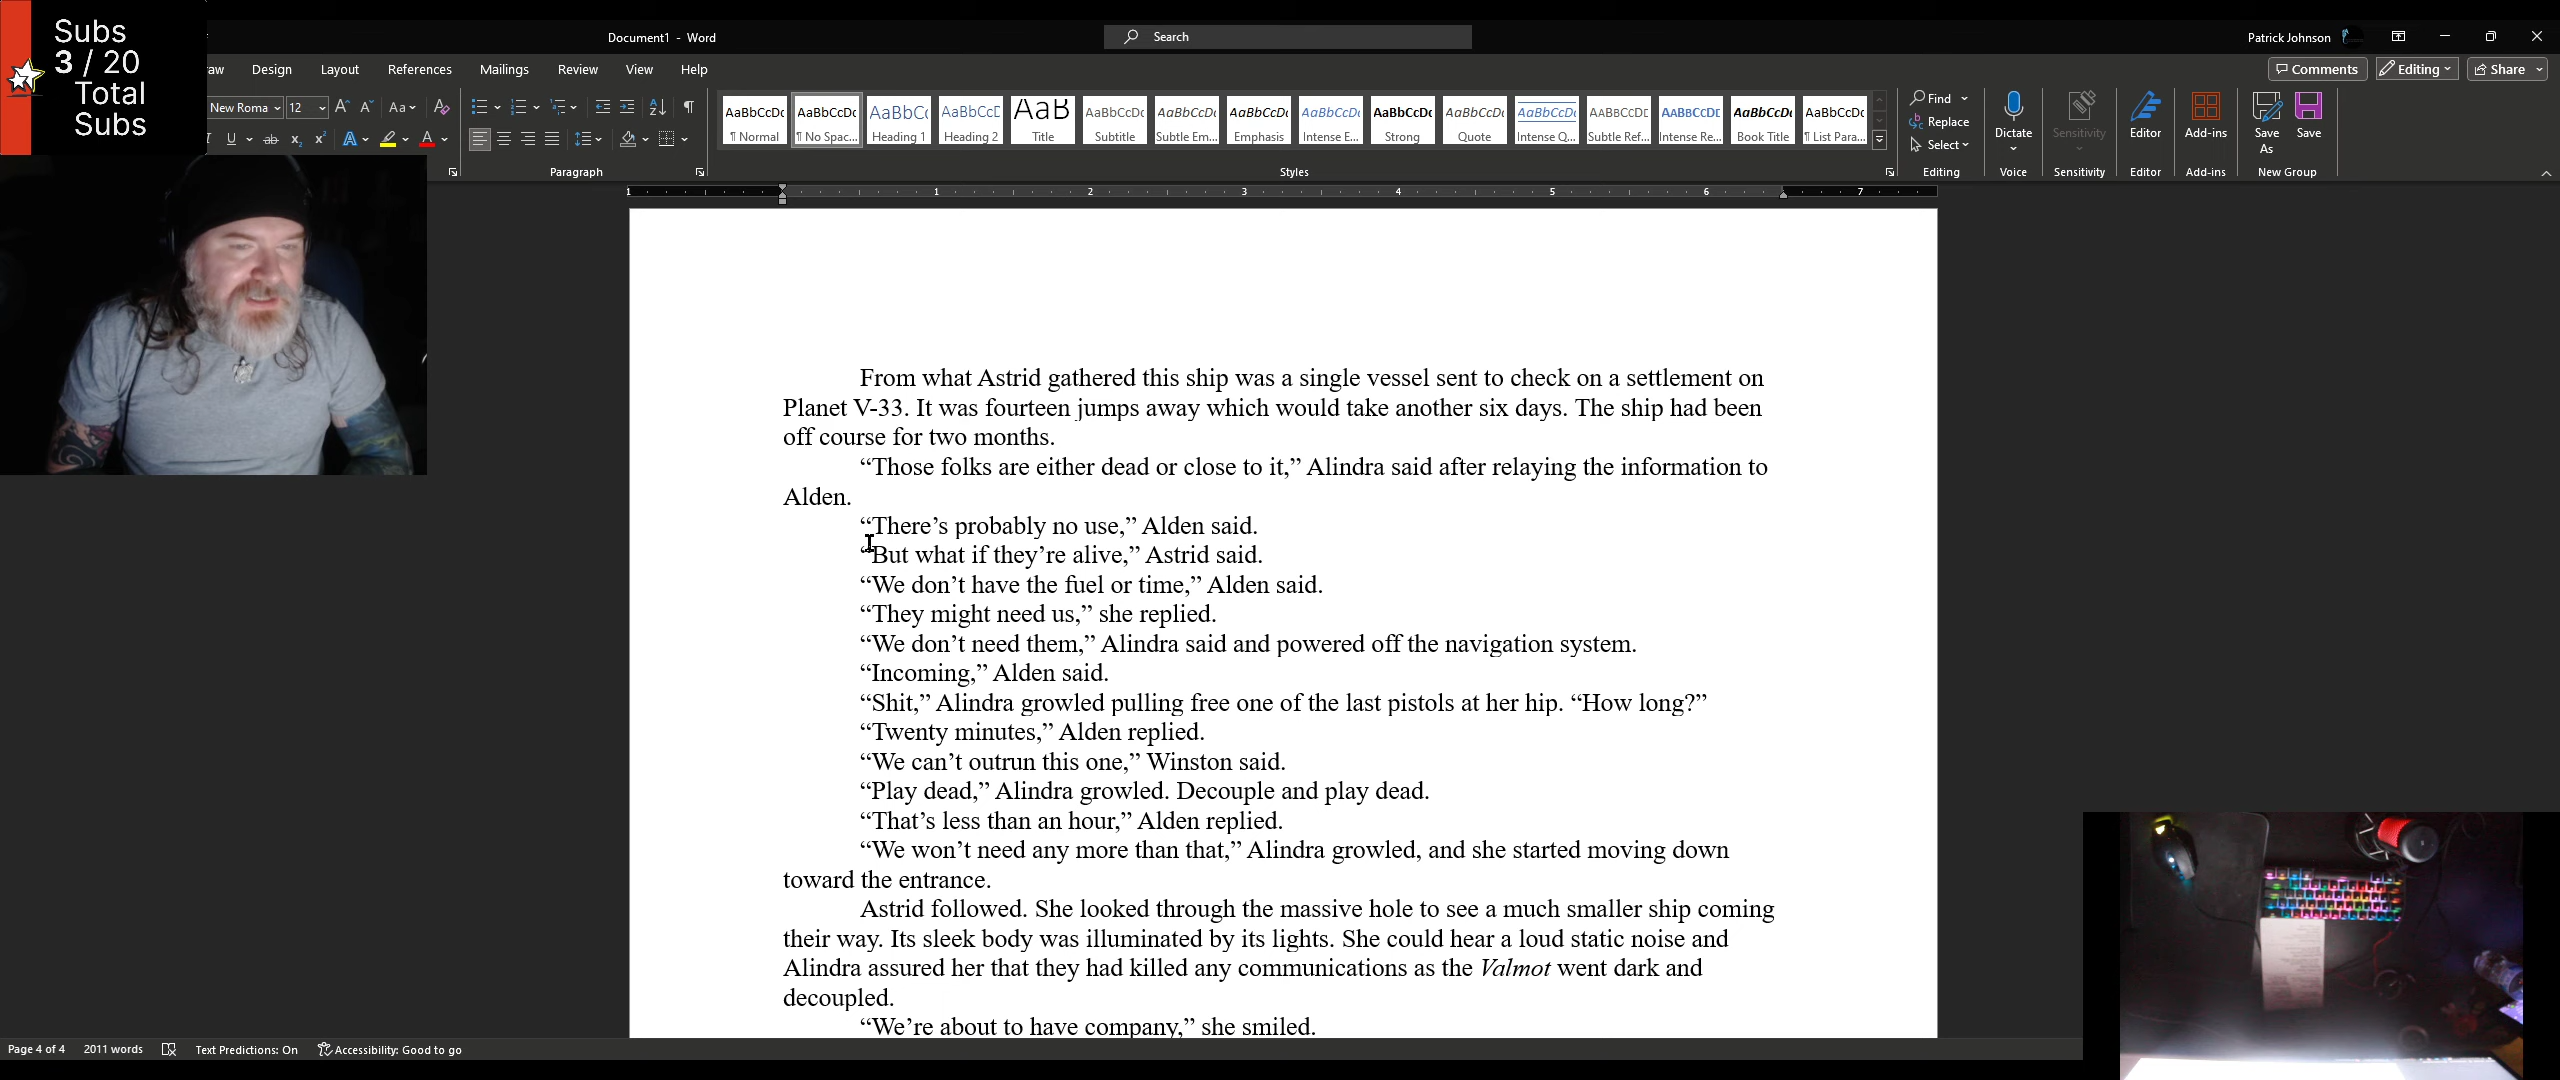 Subs
3 / 20
Total
Subs
Document1 - Word
Search
Patrick Johnson
aw Design Layout References Mailings Review View Help
Comments Editing Share
New Roma 12 Aa
AaBbCcDc AaBbCcDc AaBbC AaBbCcE AaB AaBbCcDc AaBbCcDc AaBbCcDc AaBbCcDc AaBbCcDc AaBbCcDc AaBbCcDc AaBbCcDc AaBbCcDc AaBbCcDc AaBbCcDc
¶ Normal ¶ No Spac... Heading 1 Heading 2 Title Subtitle Subtle Em... Emphasis Intense E... Strong Quote Intense Q... Subtle Ref... Intense Re... Book Title ¶ List Para...
Find
Replace
Select
Dictate Sensitivity Editor Add-ins Save As Save
Paragraph Styles Editing Voice Sensitivity Editor Add-ins New Group
1 1 2 3 4 5 6 7
From what Astrid gathered this ship was a single vessel sent to check on a settlement on
Planet V-33. It was fourteen jumps away which would take another six days. The ship had been
off course for two months.
“Those folks are either dead or close to it,” Alindra said after relaying the information to
Alden.
“There’s probably no use,” Alden said.
“But what if they’re alive,” Astrid said.
“We don’t have the fuel or time,” Alden said.
“They might need us,” she replied.
“We don’t need them,” Alindra said and powered off the navigation system.
“Incoming,” Alden said.
“Shit,” Alindra growled pulling free one of the last pistols at her hip. “How long?”
“Twenty minutes,” Alden replied.
“We can’t outrun this one,” Winston said.
“Play dead,” Alindra growled. Decouple and play dead.
“That’s less than an hour,” Alden replied.
“We won’t need any more than that,” Alindra growled, and she started moving down
toward the entrance.
Astrid followed. She looked through the massive hole to see a much smaller ship coming
their way. Its sleek body was illuminated by its lights. She could hear a loud static noise and
Alindra assured her that they had killed any communications as the Valmot went dark and
decoupled.
“We’re about to have company,” she smiled.
Page 4 of 4 2011 words Text Predictions: On Accessibility: Good to go